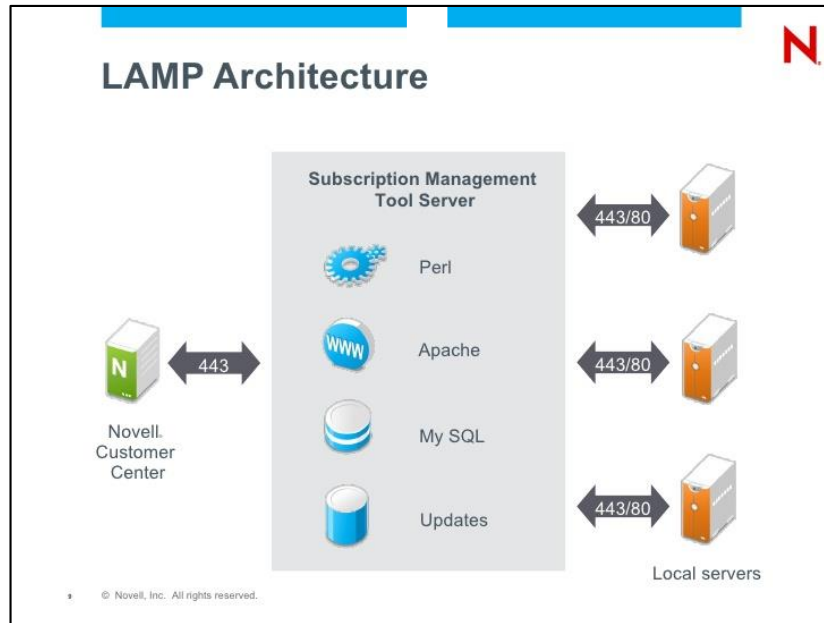 LAMP Architecture
N
Subscription Management
Tool Server
Perl
WWW
Apache
My SQL
Updates
N
443
Novell®
Customer
Center
443/80
443/80
443/80
Local servers
9 © Novell, Inc. All rights reserved.